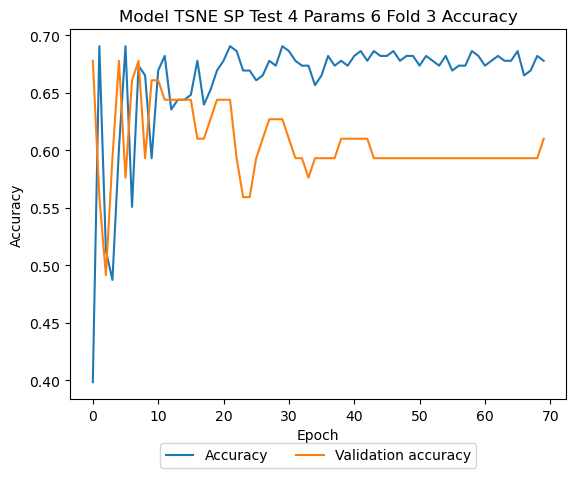 Model TSNE SP Test 4 Params 6 Fold 3 Accuracy
0.70
0.65
0.60
0.55
0.50
0.45
0.40
Accuracy
0 10 20 30 40 50 60 70
Epoch
Accuracy Validation accuracy